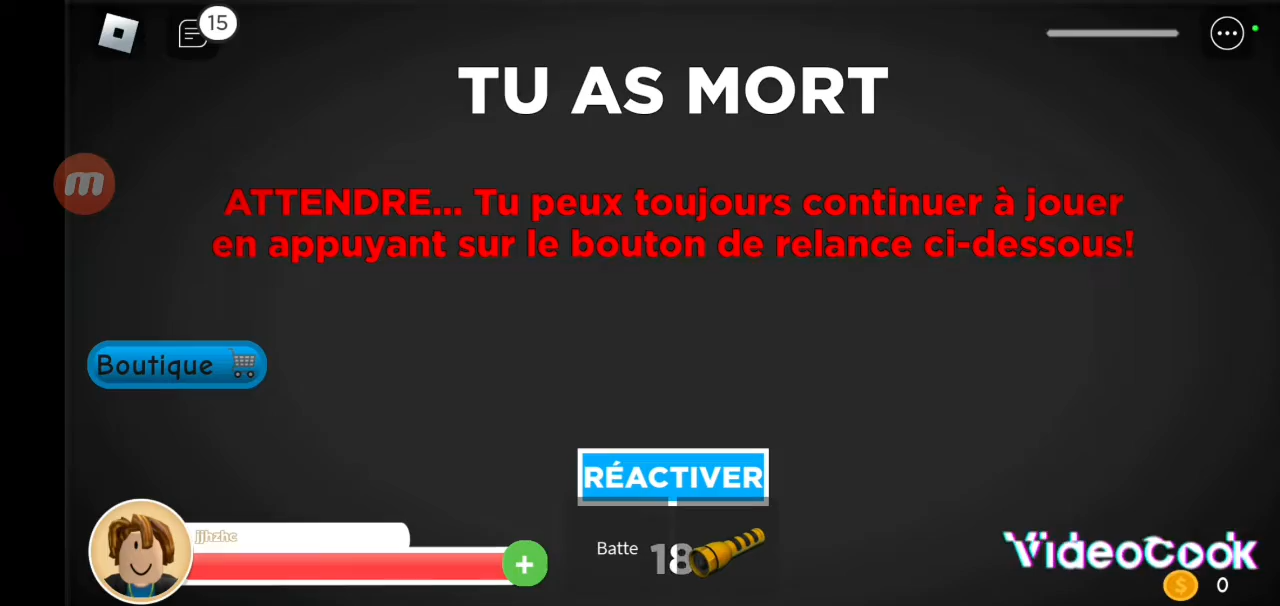 15
TU AS MORT
ATTENDRE... Tu peux toujours continuer à jouer
en appuyant sur le bouton de relance ci-dessous!
Boutique
RÉACTIVER
jjhzhc
Batte
18
VideoCook
0